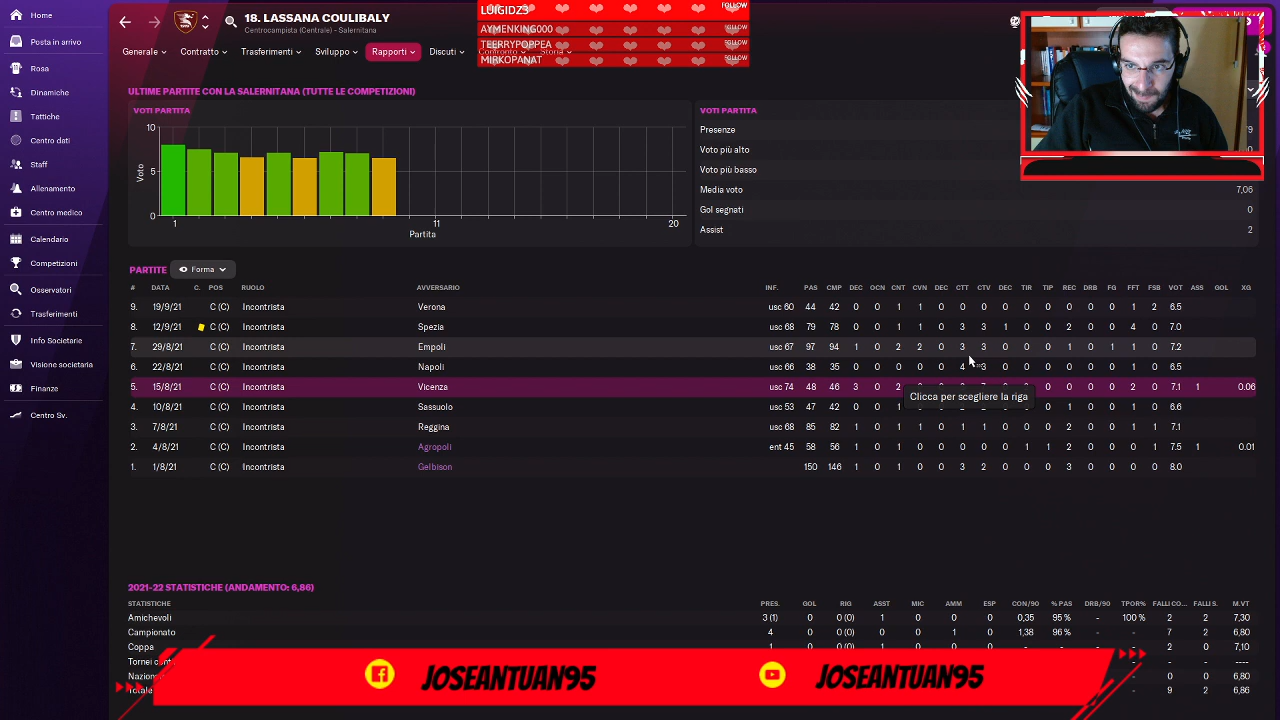 18. LASSANA COULIBALY
Centrocampista (Centrale) - Salernitana
LUIGIDZ3 FOLLOW
AYMENKING000 FOLLOW
TEERRYPOPPEA FOLLOW
MIRKOPANAT FOLLOW
Generale Contratto Trasferimenti Sviluppo Rapporti Discuti
Home
Posta in arrivo
Rosa
Dinamiche
Tattiche
Centro dati
Staff
Allenamento
Centro medico
Calendario
Competizioni
Osservatori
Trasferimenti
Info Societarie
Visione societaria
Finanze
Centro Sv.
ULTIME PARTITE CON LA SALERNITANA (TUTTE LE COMPETIZIONI)
VOTI PARTITA
10
5
0
Voto
1 11 20
Partita
VOTI PARTITA
Presenze 9
Voto più alto
Voto più basso
Media voto 7,06
Gol segnati 0
Assist 2
PARTITE Forma
# DATA C. POS RUOLO AVVERSARIO INF. PAS CMP DEC OCN CNT CVN DEC CTT CTV DEC TIR TIP REC DRB FG FFT FSB VOT ASS GOL XG
9. 19/9/21 C (C) Incontrista Verona usc 60 44 42 0 0 1 1 0 0 0 0 0 0 0 0 0 1 2 6.5
8. 12/9/21 C (C) Incontrista Spezia usc 68 79 78 0 0 1 1 0 3 3 1 0 0 2 0 0 4 0 7.0
7. 29/8/21 C (C) Incontrista Empoli usc 67 97 94 1 0 2 2 0 3 3 0 0 0 1 0 1 1 0 7.2
6. 22/8/21 C (C) Incontrista Napoli usc 66 38 35 0 0 0 0 0 4 3 0 0 0 0 0 0 1 0 6.5
5. 15/8/21 C (C) Incontrista Vicenza usc 74 48 46 3 0 2 0 0 0 2 0 7.1 1 0.06
Clicca per scegliere la riga
4. 10/8/21 C (C) Incontrista Sassuolo usc 53 47 42 0 0 1 1 0 1 0 0 1 0 6.6
3. 7/8/21 C (C) Incontrista Reggina usc 68 85 82 1 0 1 1 0 1 1 0 0 0 2 0 0 1 1 7.1
2. 4/8/21 C (C) Incontrista Agropoli ent 45 58 56 1 0 1 0 0 0 0 0 1 1 2 0 0 0 0 7.5 1 0.01
1. 1/8/21 C (C) Incontrista Gelbison 150 146 1 0 1 0 0 3 2 0 0 0 3 0 0 0 0 8.0
2021-22 STATISTICHE (ANDAMENTO: 6,86)
STATISTICHE PRES. GOL RIG ASST MIC AMM ESP CON/90 % PAS DRB/90 TPOR% FALLI CO... FALLI S. M.VT
Amichevoli 3 (1) 0 0 (0) 1 0 0 0 0,35 95 % - 100 % 2 2 7,30
Campionato 4 0 0 (0) 0 0 1 0 1,38 96 % - - 7 2 6,80
Coppa 2 0 7,10
- - ----
0 0 6,80
- 9 2 6,86
JOSEANTUAN95
JOSEANTUAN95